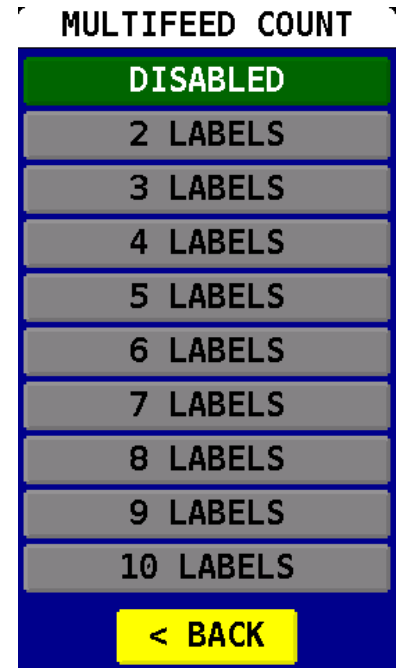 MULTIFEED COUNT
DISABLED
2 LABELS
3 LABELS
4 LABELS
5 LABELS
6 LABELS
7 LABELS
8 LABELS
9 LABELS
10 LABELS
< BACK